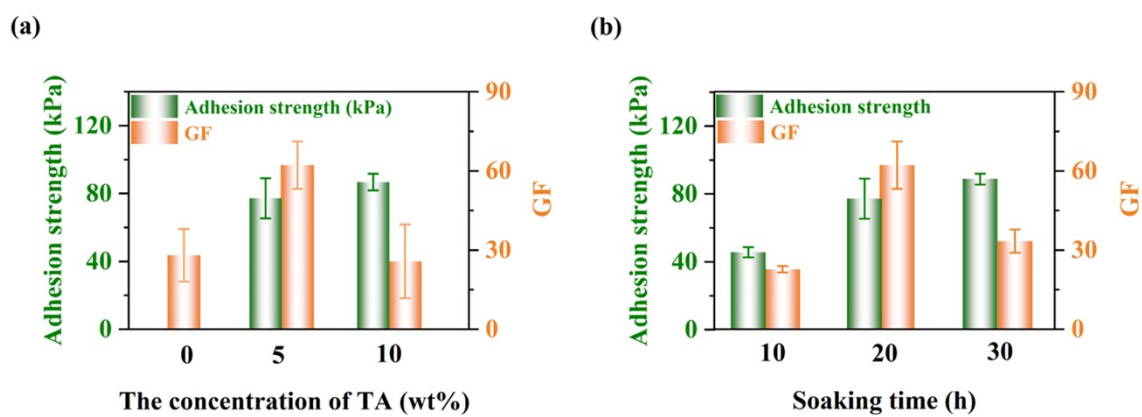 (a)
Adhesion strength (kPa)
120
80
40
0
Adhesion strength (kPa)
GF
90
60
30
0
GF
0 5 10
The concentration of TA (wt%)
(b)
Adhesion strength (kPa)
120
80
40
0
Adhesion strength
GF
90
60
30
0
GF
10 20 30
Soaking time (h)